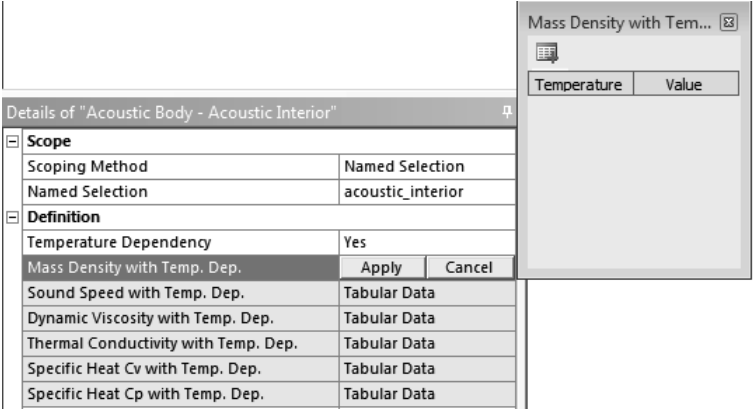 Mass Density with Tem...
Temperature Value
Details of "Acoustic Body - Acoustic Interior"
Scope
Scoping Method Named Selection
Named Selection acoustic_interior
Definition
Temperature Dependency Yes
Mass Density with Temp. Dep. Apply Cancel
Sound Speed with Temp. Dep. Tabular Data
Dynamic Viscosity with Temp. Dep. Tabular Data
Thermal Conductivity with Temp. Dep. Tabular Data
Specific Heat Cv with Temp. Dep. Tabular Data
Specific Heat Cp with Temp. Dep. Tabular Data